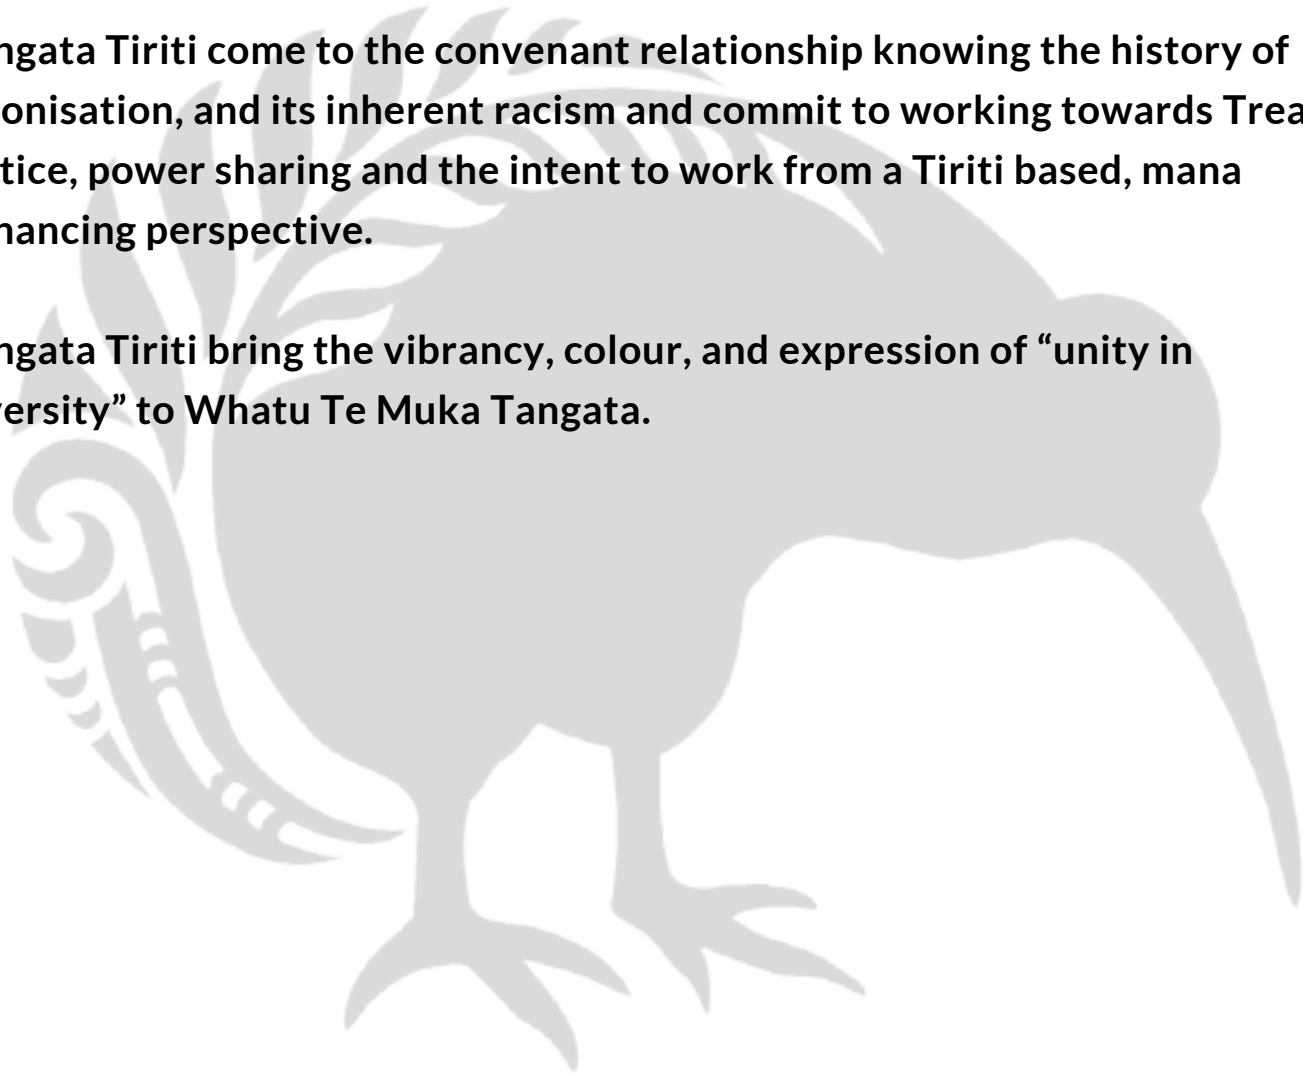 ngata Tiriti come to the convenant relationship knowing the history of
onisation, and its inherent racism and commit to working towards Trea
tice, power sharing and the intent to work from a Tiriti based, mana
nancing perspective.
ngata Tiriti bring the vibrancy, colour, and expression of “unity in
versity” to Whatu Te Muka Tangata.